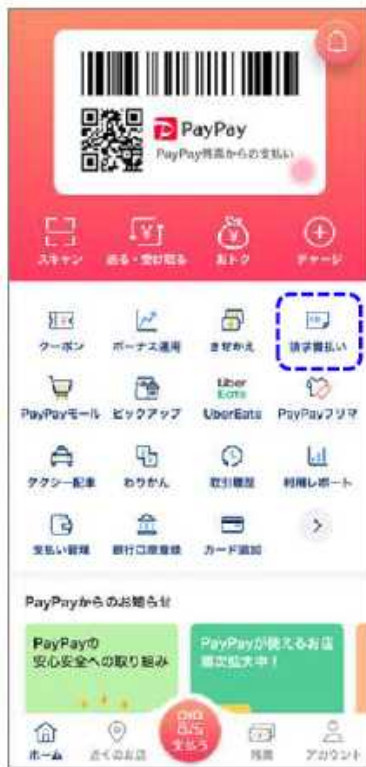 PayPay
PayPay残高からの支払い
スキャン 送る・受け取る おトク チャージ
クーポン ボーナス運用 きせかえ 請求書払い
Uber Eats
PayPayモール ピックアップ UberEats PayPayフリマ
タクシー配車 わりかん 取引履歴 利用レポート
支払い管理 銀行口座登録 カード追加
PayPayからのお知らせ
PayPayの
安心安全への取り組み
PayPayが使えるお店
順次拡大中！
ホーム 近くのお店 支払う 残高 アカウント